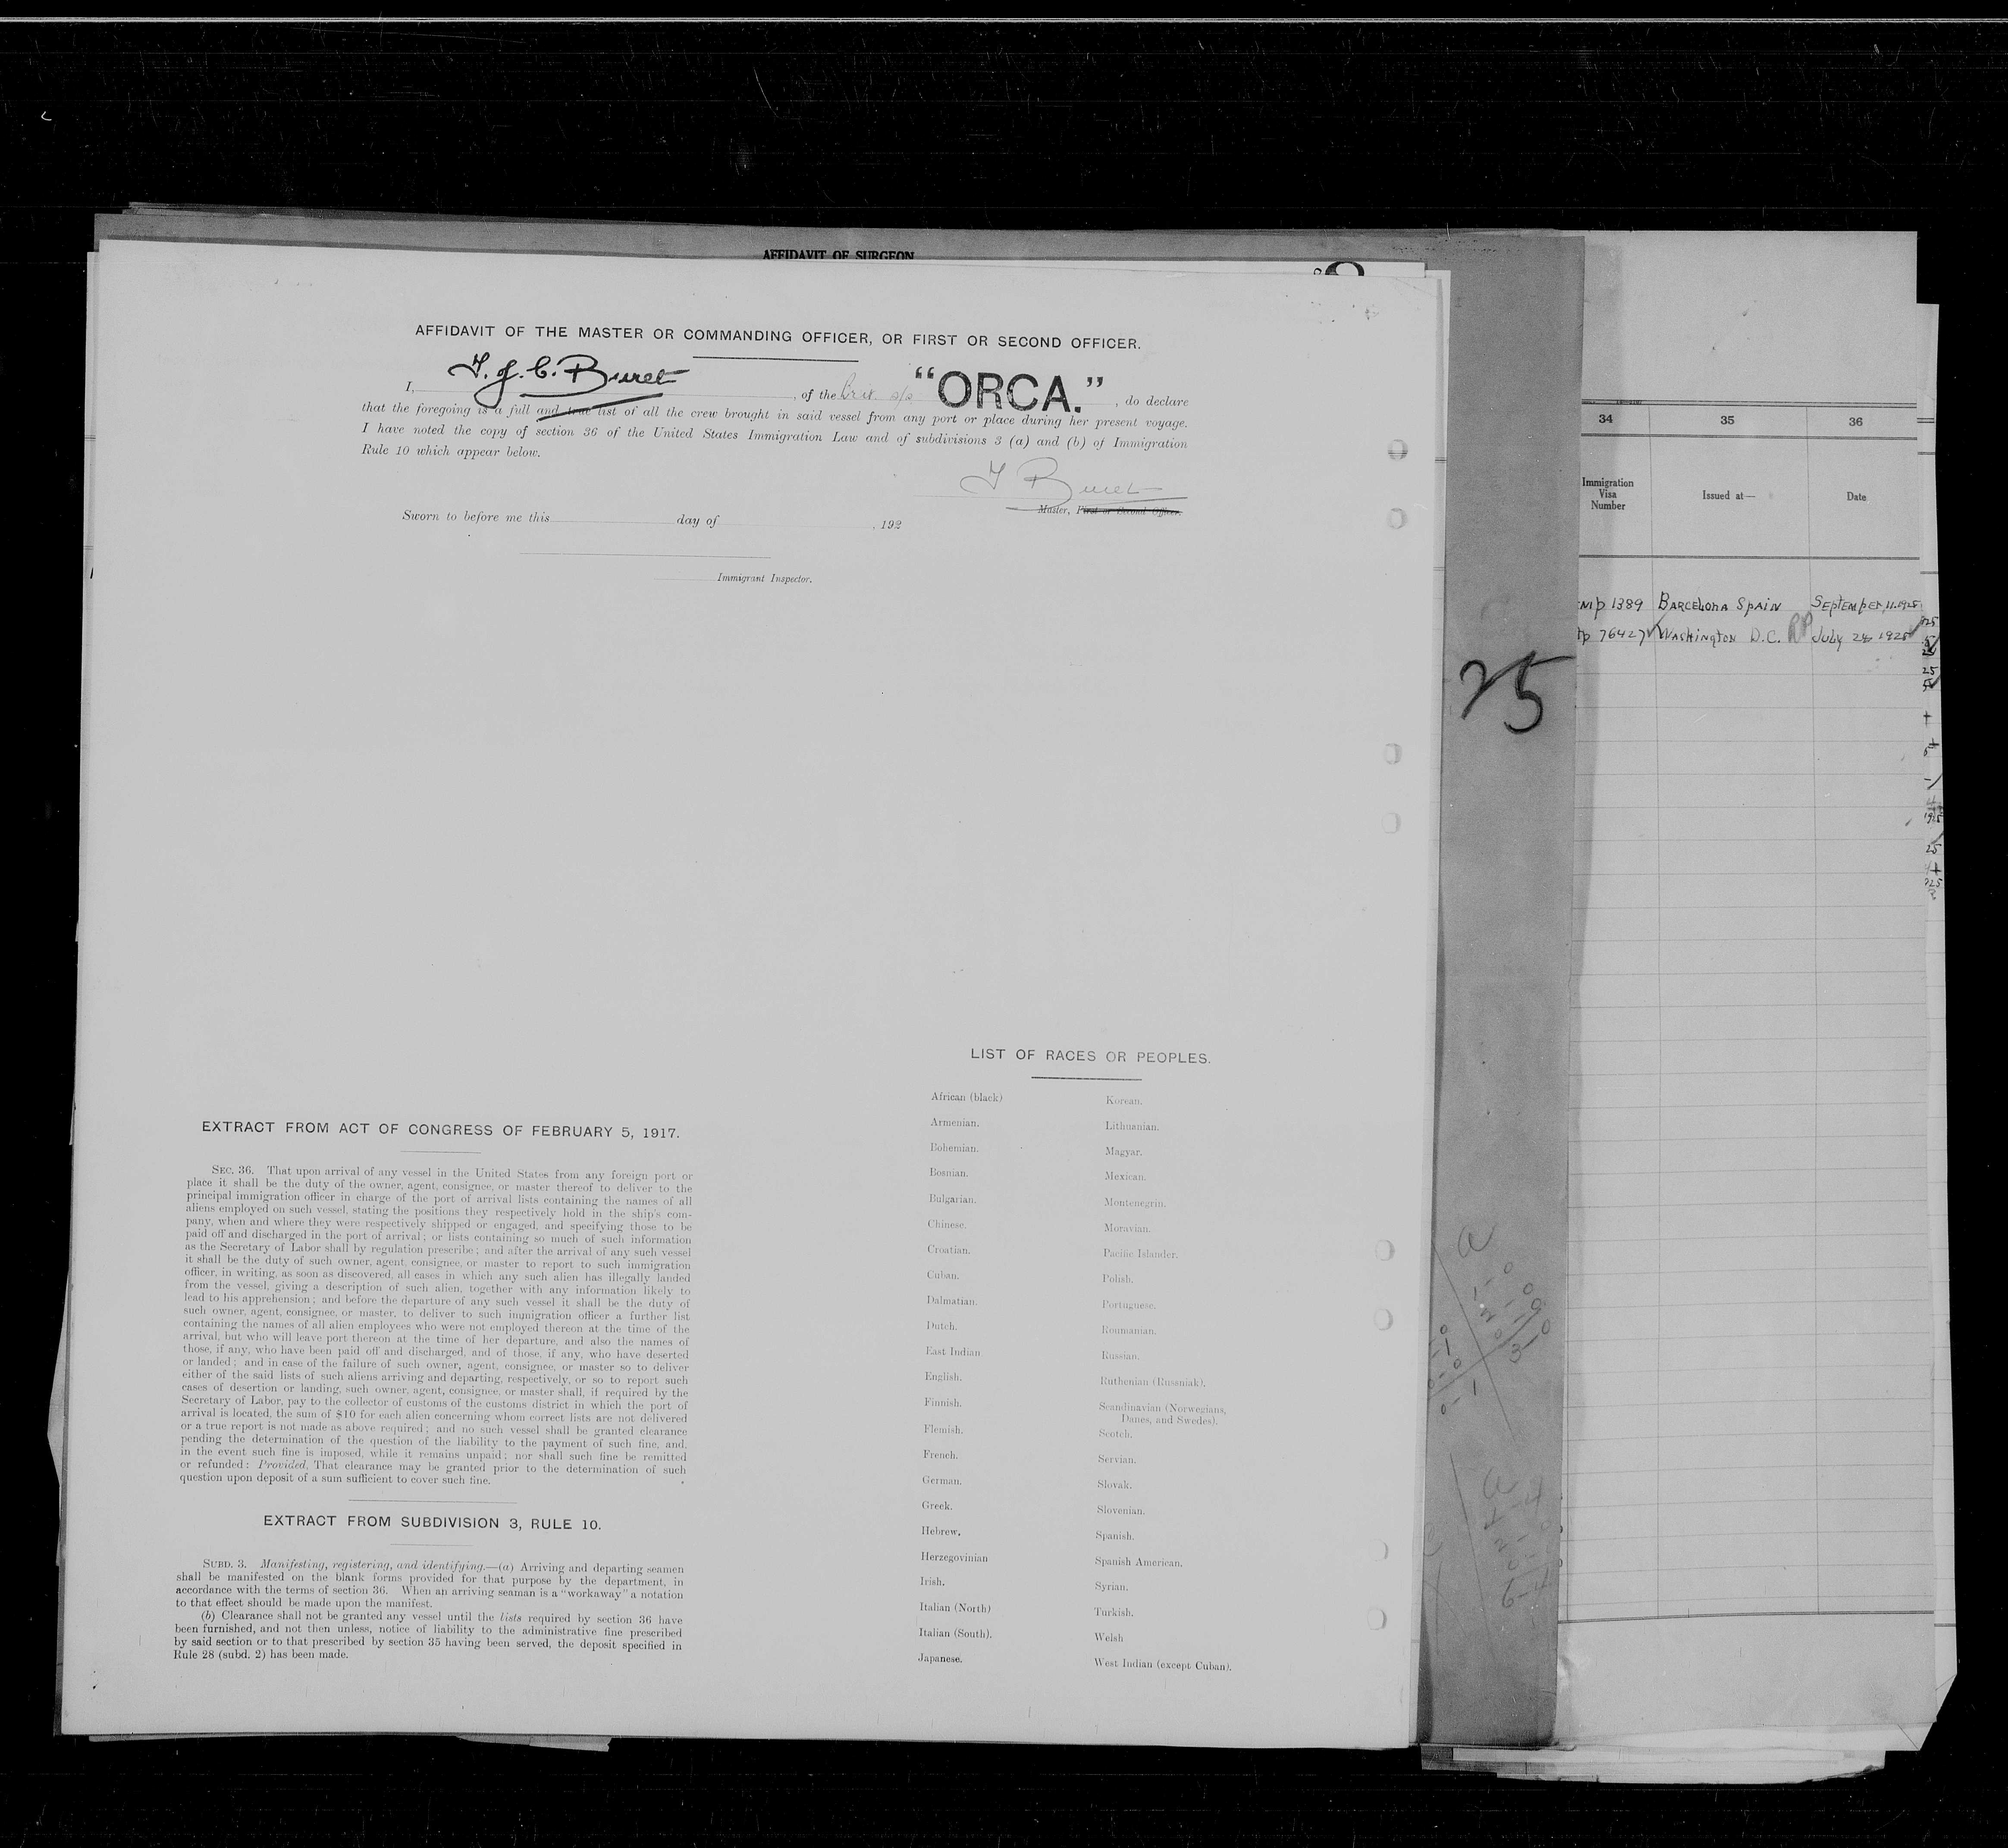 AFFIDAVIT OF SURGEON
AFFIDAVIT OF THE MASTER OR COMMANDING OFFICER, OR FIRST OR SECOND OFFICER.
I, Buret, of the Brit. s/s "ORCA.", do declare
that the foregoing is a full and true list of all the crew brought in said vessel from any port or place during her present voyage.
I have noted the copy of section 36 of the United States Immigration Law and of subdivisions 3 (a) and (b) of Immigration
Rule 10 which appear below.
Buret
Master, First or Second Officer.
Sworn to before me this day of , 192
Immigrant Inspector.
EXTRACT FROM ACT OF CONGRESS OF FEBRUARY 5, 1917.
SEC. 36. That upon arrival of any vessel in the United States from any foreign port or
place it shall be the duty of the owner, agent, consignee, or master thereof to deliver to the
principal immigration officer in charge of the port of arrival lists containing the names of all
aliens employed on such vessel, stating the positions they respectively hold in the ship's com-
pany, when and where they were respectively shipped or engaged, and specifying those to be
paid off and discharged in the port of arrival; or lists containing so much of such information
as the Secretary of Labor shall by regulation prescribe; and after the arrival of any such vessel
it shall be the duty of such owner, agent, consignee, or master to report to such immigration
officer, in writing, as soon as discovered, all cases in which any such alien has illegally landed
from the vessel, giving a description of such alien, together with any information likely to
lead to his apprehension; and before the departure of any such vessel it shall be the duty of
such owner, agent, consignee, or master, to deliver to such immigration officer a further list
containing the names of all alien employees who were not employed thereon at the time of the
arrival, but who will leave port thereon at the time of her departure, and also the names of
those, if any, who have been paid off and discharged, and of those, if any, who have deserted
or landed; and in case of the failure of such owner, agent, consignee, or master so to deliver
either of the said lists of such aliens arriving and departing, respectively, or so to report such
cases of desertion or landing, such owner, agent, consignee, or master shall, if required by the
Secretary of Labor, pay to the collector of customs of the customs district in which the port of
arrival is located, the sum of $10 for each alien concerning whom correct lists are not delivered
or a true report is not made as above required; and no such vessel shall be granted clearance
pending the determination of the question of the liability to the payment of such fine, and,
in the event such fine is imposed, while it remains unpaid; nor shall such fine be remitted
or refunded: Provided, That clearance may be granted prior to the determination of such
question upon deposit of a sum sufficient to cover such fine.
EXTRACT FROM SUBDIVISION 3, RULE 10.
SUBD. 3. Manifesting, registering, and identifying.—(a) Arriving and departing seamen
shall be manifested on the blank forms provided for that purpose by the department, in
accordance with the terms of section 36. When an arriving seaman is a "workaway" a notation
to that effect should be made upon the manifest.
(b) Clearance shall not be granted any vessel until the lists required by section 36 have
been furnished, and not then unless, notice of liability to the administrative fine prescribed
by said section or to that prescribed by section 35 having been served, the deposit specified in
Rule 28 (subd. 2) has been made.
LIST OF RACES OR PEOPLES.
African (black)
Armenian.
Bohemian.
Bosnian.
Bulgarian.
Chinese.
Croatian.
Cuban.
Dalmatian.
Dutch.
East Indian
English.
Finnish.
Flemish.
French.
German.
Greek.
Hebrew.
Herzegovinian
Irish.
Italian (North)
Italian (South).
Japanese.
Korean.
Lithuanian.
Magyar.
Mexican.
Montenegrin.
Moravian.
Pacific Islander.
Polish.
Portuguese.
Roumanian.
Russian.
Ruthenian (Russniak).
Scandinavian (Norwegians,
Danes, and Swedes).
Scotch.
Servian.
Slovak.
Slovenian.
Spanish.
Spanish American.
Syrian.
Turkish.
Welsh
West Indian (except Cuban).
25
34 35 36
Immigration
Visa
Number
Issued at—
Date
1389 BARCELONA SPAIN SEPTEMBER, 11. 1925
76427 WASHINGTON D.C. RP JULY 24 1925